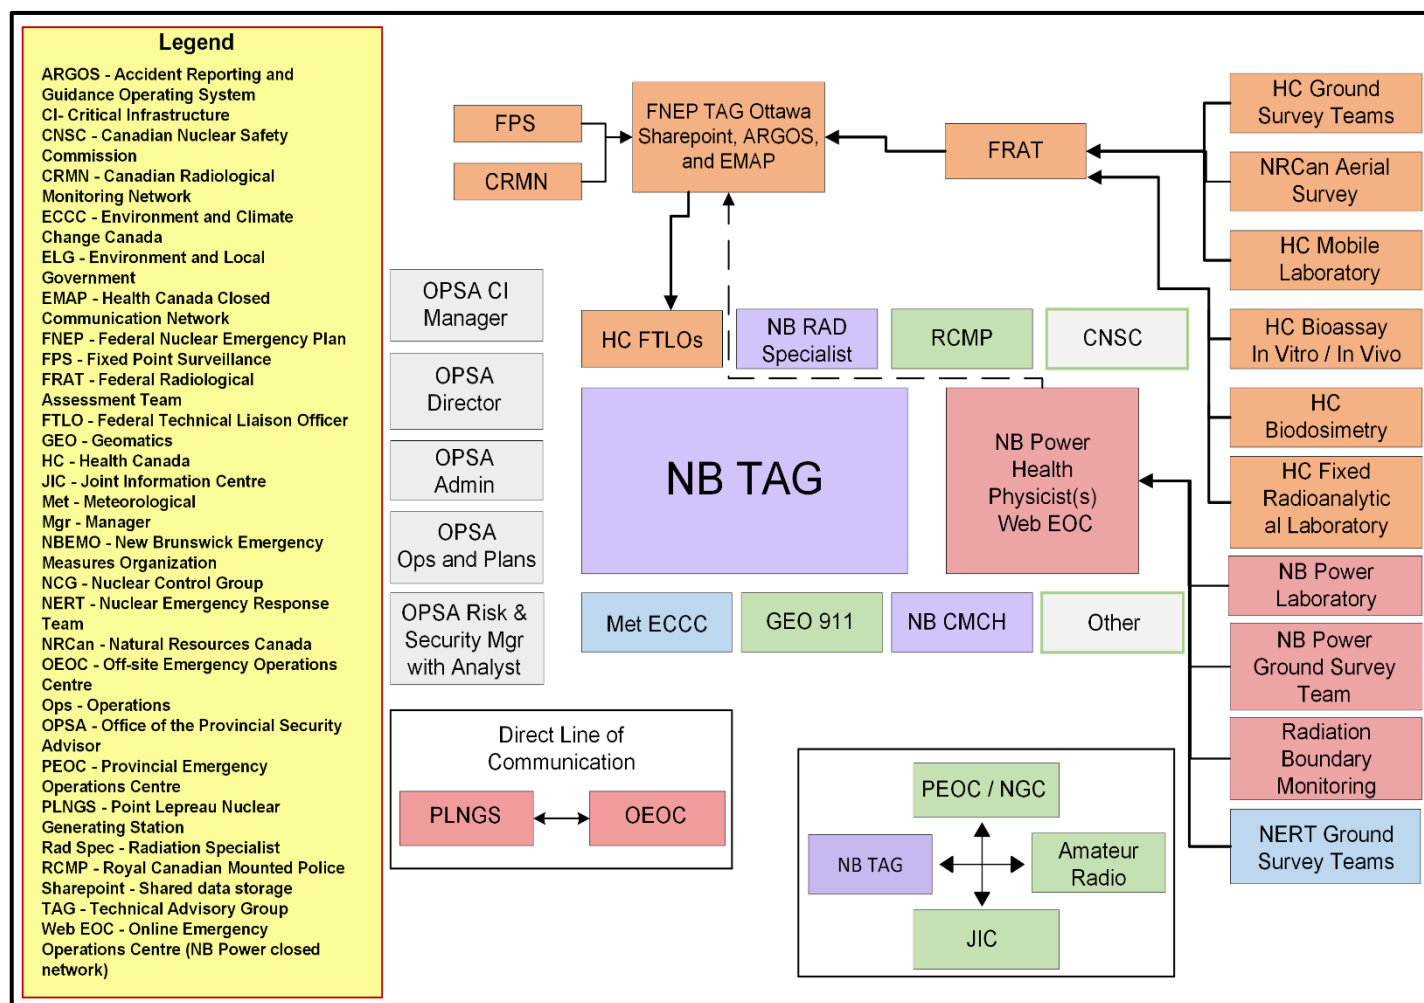 Legend
ARGOS - Accident Reporting and
Guidance Operating System
CI- Critical Infrastructure
CNSC - Canadian Nuclear Safety
Commission
CRMN - Canadian Radiological
Monitoring Network
ECCC - Environment and Climate
Change Canada
ELG - Environment and Local
Government
EMAP - Health Canada Closed
Communication Network
FNEP - Federal Nuclear Emergency Plan
FPS - Fixed Point Surveillance
FRAT - Federal Radiological
Assessment Team
FTLO - Federal Technical Liaison Officer
GEO - Geomatics
HC - Health Canada
JIC - Joint Information Centre
Met - Meteorological
Mgr - Manager
NBEMO - New Brunswick Emergency
Measures Organization
NCG - Nuclear Control Group
NERT - Nuclear Emergency Response
Team
NRCan - Natural Resources Canada
OEOC - Off-site Emergency Operations
Centre
Ops - Operations
OPSA - Office of the Provincial Security
Advisor
PEOC - Provincial Emergency
Operations Centre
PLNGS - Point Lepreau Nuclear
Generating Station
Rad Spec - Radiation Specialist
RCMP - Royal Canadian Mounted Police
Sharepoint - Shared data storage
TAG - Technical Advisory Group
Web EOC - Online Emergency
Operations Centre (NB Power closed
network)
FPS
CRMN
FNEP TAG Ottawa
Sharepoint, ARGOS,
and EMAP
FRAT
HC Ground
Survey Teams
NRCan Aerial
Survey
HC Mobile
Laboratory
HC Bioassay
In Vitro / In Vivo
HC
Biodosimetry
HC Fixed
Radioanalytic
al Laboratory
NB Power
Laboratory
NB Power
Ground Survey
Team
Radiation
Boundary
Monitoring
NERT Ground
Survey Teams
OPSA CI
Manager
OPSA
Director
OPSA
Admin
OPSA
Ops and Plans
OPSA Risk &
Security Mgr
with Analyst
HC FTLOs
NB RAD
Specialist
RCMP
CNSC
NB TAG
NB Power
Health
Physicist(s)
Web EOC
Met ECCC
GEO 911
NB CMCH
Other
Direct Line of
Communication
PLNGS
OEOC
PEOC / NGC
NB TAG
Amateur
Radio
JIC